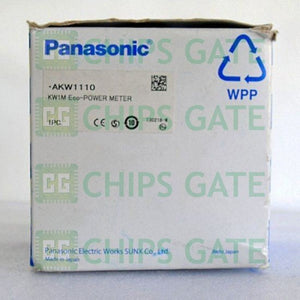 Panasonic
AKW1110
KW1M Eco-POWER METER
1PC
WPP
CHIPS GATE
CHIPS GATE
CHIPS GATE
CHIPS GATE
Panasonic Electric Works SUNX Co., Ltd.
Made in Japan